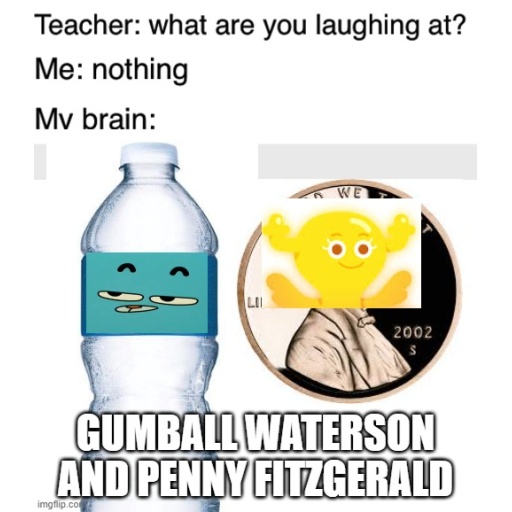 Teacher: what are you laughing at?
Me: nothing
My brain:
WE
LI
2002
S
GUMBALL WATERSON
AND PENNY FITZGERALD
imgflip.co